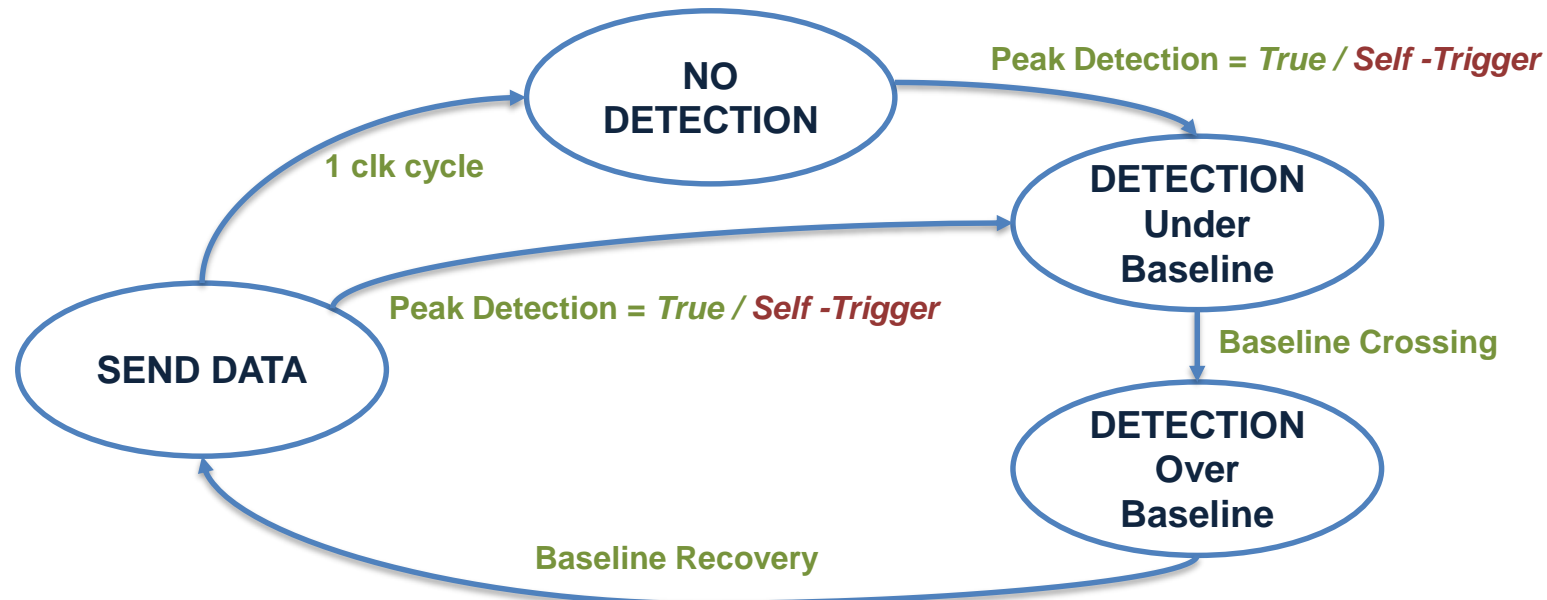 NO
DETECTION
Peak Detection = True / Self -Trigger
1 clk cycle
DETECTION
Under
Baseline
Peak Detection = True / Self -Trigger
Baseline Crossing
SEND DATA
DETECTION
Over
Baseline
Baseline Recovery